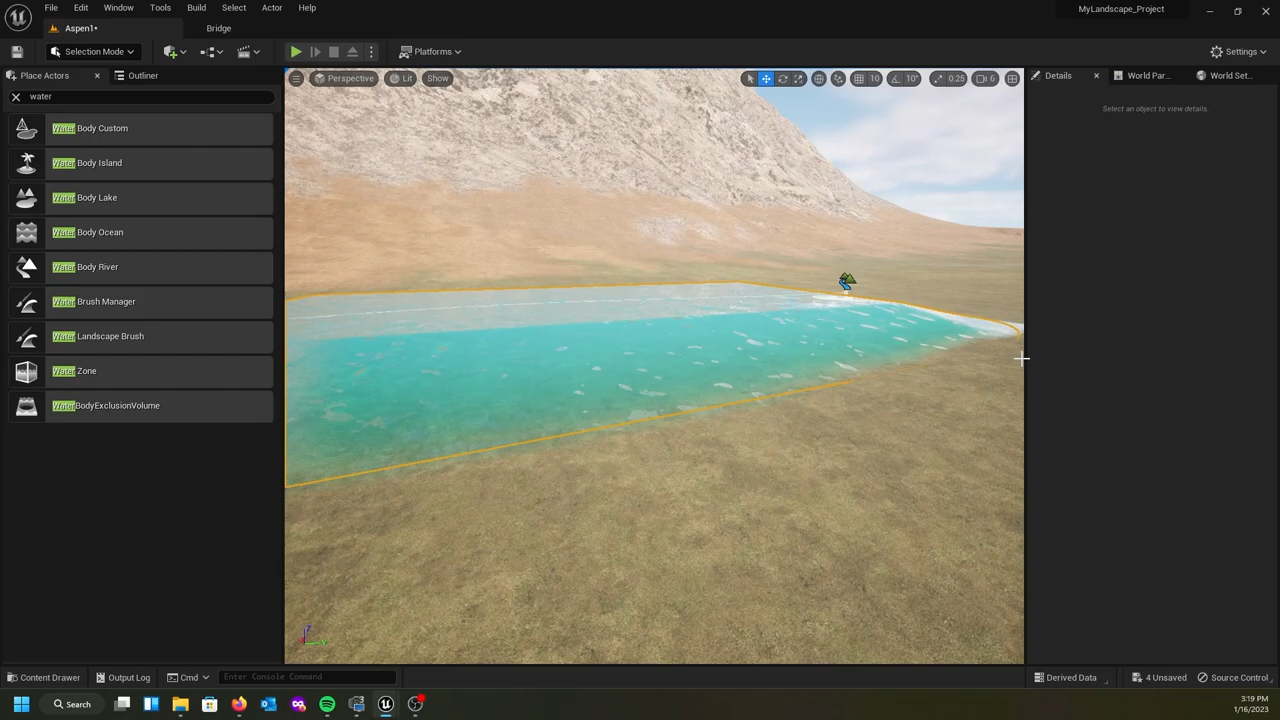 File Edit Window Tools Build Select Actor Help
MyLandscape_Project
Aspen1•
Bridge
Selection Mode
Platforms
Settings
Place Actors
Outliner
Perspective
Lit
Show
10
10°
0.25
6
Details
World Par...
World Set...
water
Select an object to view details.
Water Body Custom
Water Body Island
Water Body Lake
Water Body Ocean
Water Body River
Water Brush Manager
Water Landscape Brush
Water Zone
WaterBodyExclusionVolume
Z
Y
Content Drawer
Output Log
Cmd
Enter Console Command
Derived Data
4 Unsaved
Source Control
Search
3:19 PM
1/16/2023